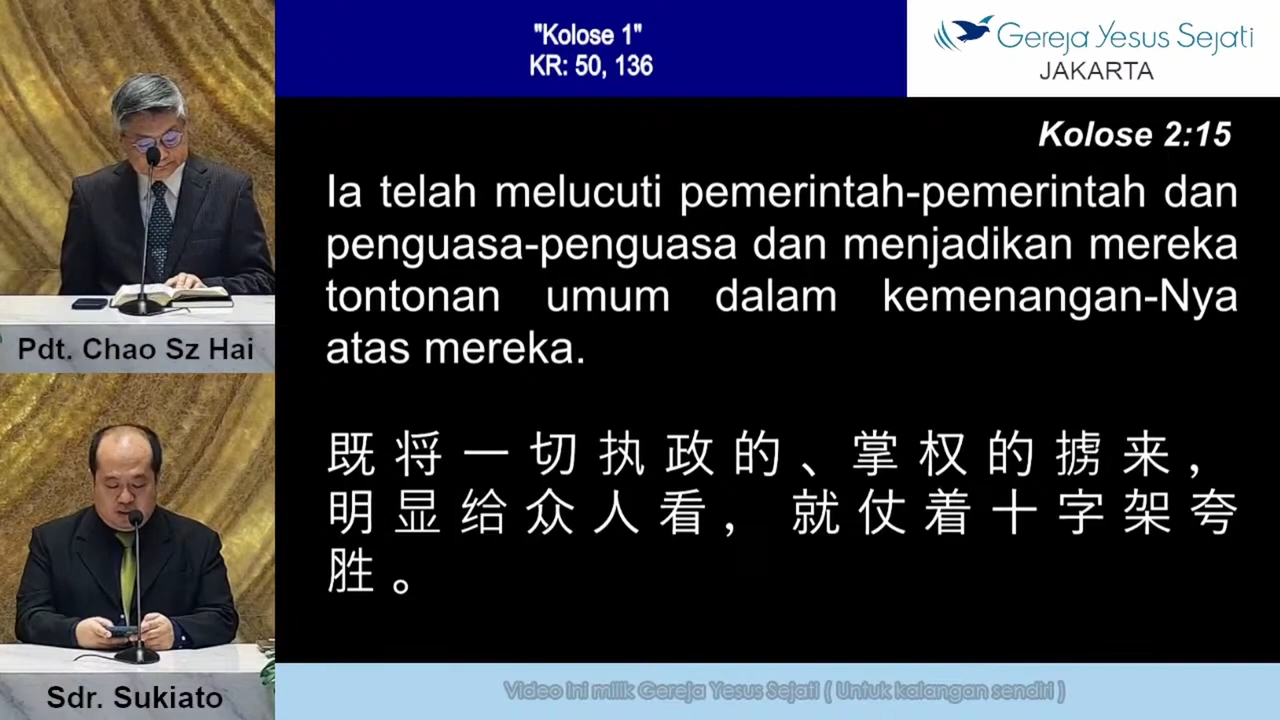 "Kolose 1"
KR: 50, 136
Gereja Yesus Sejati
JAKARTA
Kolose 2:15
Ia telah melucuti pemerintah-pemerintah dan
penguasa-penguasa dan menjadikan mereka
tontonan umum dalam kemenangan-Nya
atas mereka.
既将一切执政的、掌权的掳来，
明显给众人看，就仗着十字架夸
胜。
Pdt. Chao Sz Hai
Sdr. Sukiato
Video ini milik Gereja Yesus Sejati ( Untuk kalangan sendiri )